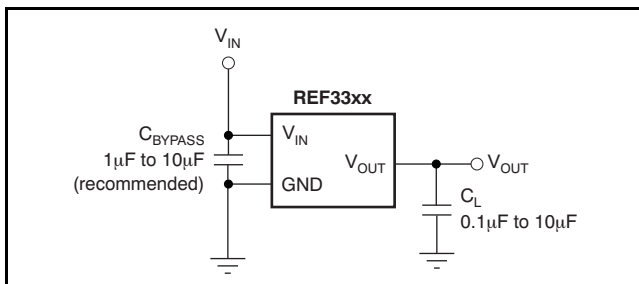 V_IN
REF33xx
C_BYPASS
1µF to 10µF
(recommended)
V_IN
GND
V_OUT
V_OUT
C_L
0.1µF to 10µF